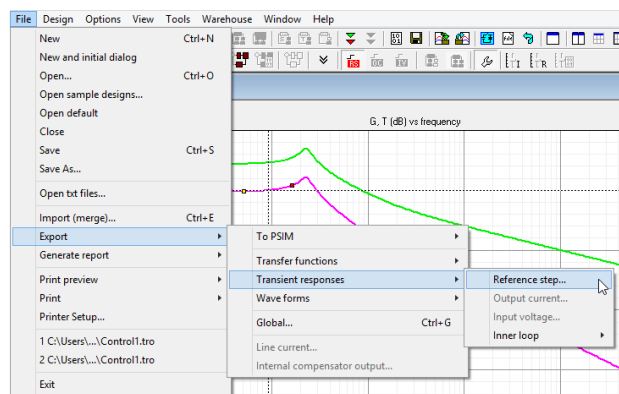 File Design Options View Tools Warehouse Window Help
New Ctrl+N
New and initial dialog
Open... Ctrl+O
Open sample designs...
Open default
Close
Save Ctrl+S
Save As...
Open txt files...
Import (merge)... Ctrl+E
Export
Generate report
Print preview
Print
Printer Setup...
1 C:\Users\...\Control1.tro
2 C:\Users\...\Control1.tro
Exit
G, T (dB) vs frequency
To PSIM
Transfer functions
Transient responses
Wave forms
Global... Ctrl+G
Line current...
Internal compensator output...
Reference step...
Output current...
Input voltage...
Inner loop